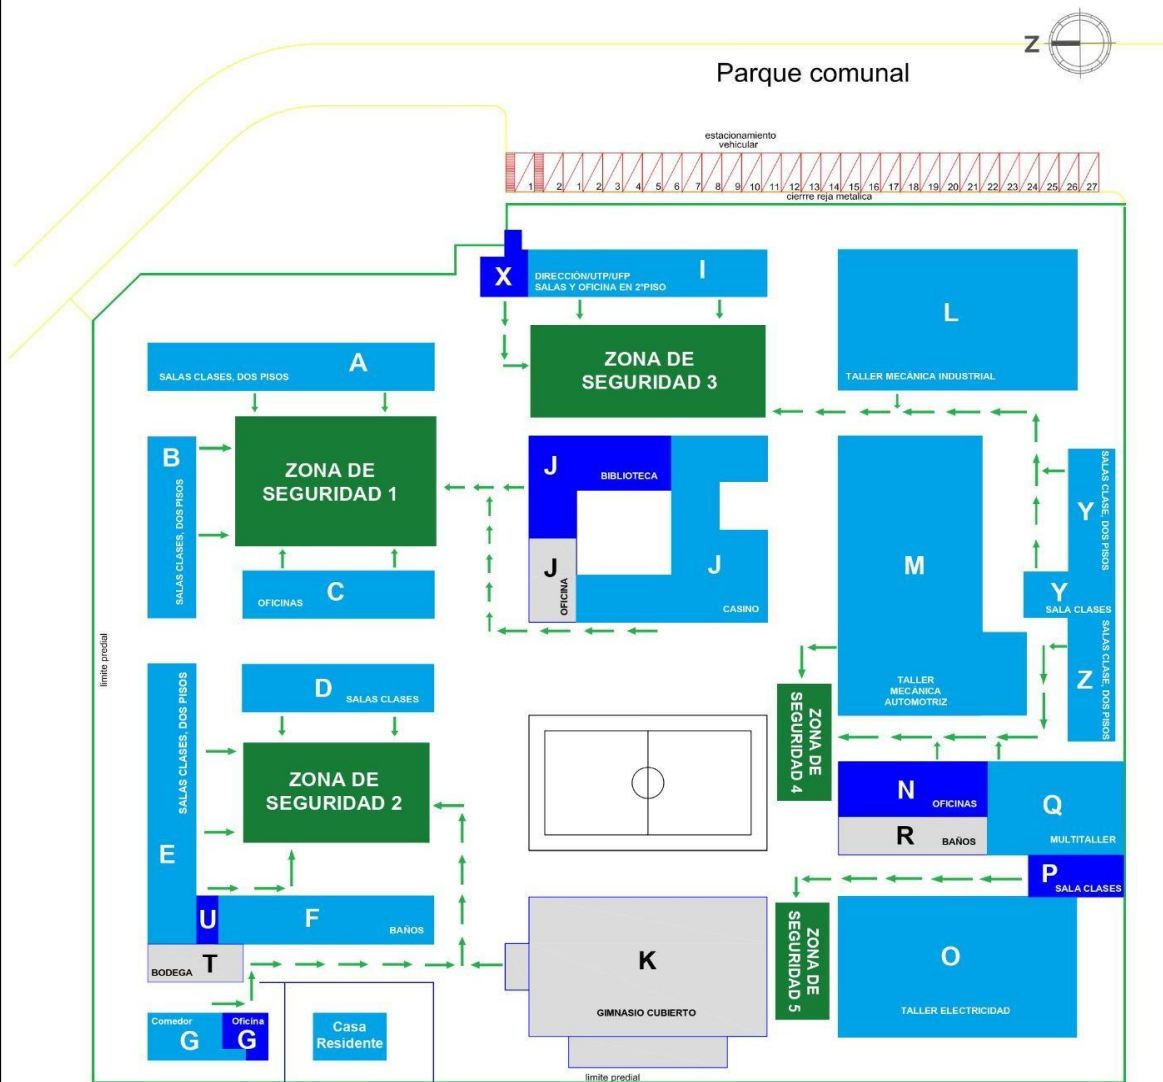 Z
Parque comunal
estacionamiento
vehicular
1 2 1 2 3 4 5 6 7 8 9 10 11 12 13 14 15 16 17 18 19 20 21 22 23 24 25 26 27
cierrre reja metalica
X
DIRECCIÓN/UTP/UFP
SALAS Y OFICINA EN 2ºPISO
I
L
TALLER MECÁNICA INDUSTRIAL
ZONA DE
SEGURIDAD 3
A
SALAS CLASES, DOS PISOS
B
SALAS CLASES, DOS PISOS
ZONA DE
SEGURIDAD 1
C
OFICINAS
J
BIBLIOTECA
J
OFICINA
J
CASINO
M
TALLER
MECÁNICA
AUTOMOTRIZ
Y
SALAS CLASE, DOS PISOS
Y
SALA CLASES
Z
SALAS CLASE, DOS PISOS
limite predial
D
SALAS CLASES
E
SALAS CLASES, DOS PISOS
ZONA DE
SEGURIDAD 2
ZONA DE
SEGURIDAD 4
N
OFICINAS
R
BAÑOS
Q
MULTITALLER
P
SALA CLASES
U
F
BAÑOS
T
BODEGA
K
GIMNASIO CUBIERTO
ZONA DE
SEGURIDAD 5
O
TALLER ELECTRICIDAD
Comedor
G
Oficina
G
Casa
Residente
limite predial